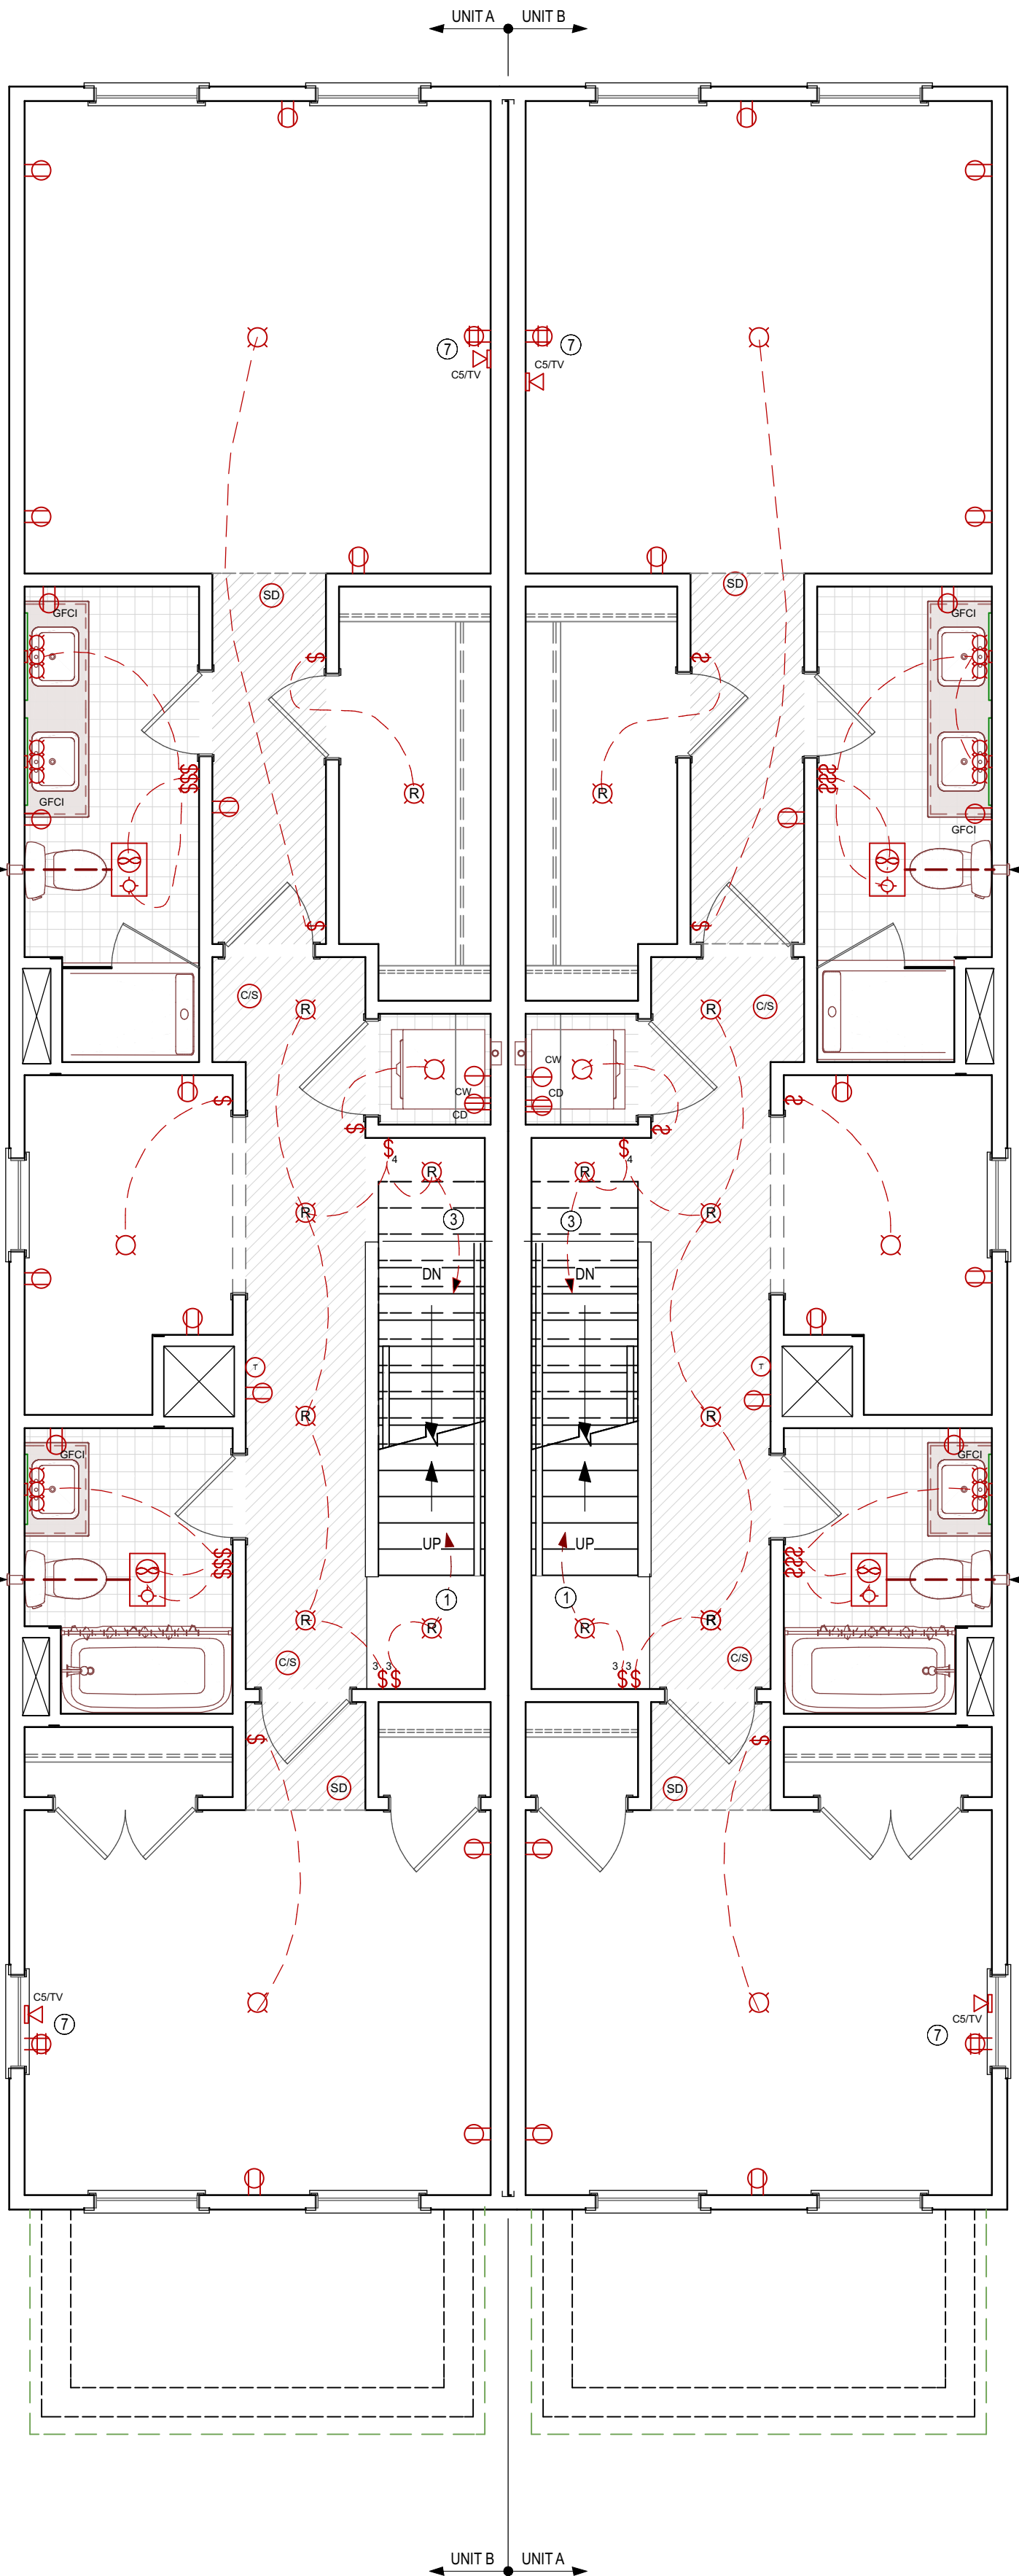 UNIT A UNIT B
7 7
C5/TV C5/TV
SD SD
GFCI GFCI
$ $
R R
$$$ $$$
GFCI GFCI
$ $
C/S R R C/S
CW CW
CD CD
$ $
$ $
$4 $4
R R
R R
3 3
DN DN
T T
R R
GFCI GFCI
UP UP
$$$ $$$
1 1
R R R R
C/S C/S
3 3 3 3
$$ $$
$ $
SD SD
C5/TV C5/TV
7 7
UNIT B UNIT A